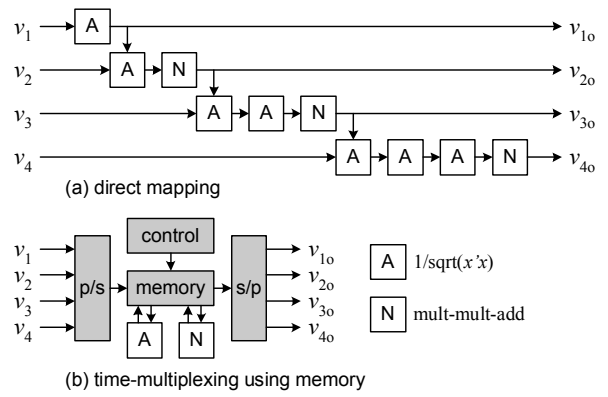 v1 A v1o
v2 A N v2o
v3 A A N v3o
v4 A A A N v4o
(a) direct mapping
v1 control v1o
v2 v2o A 1/sqrt(x'x)
p/s memory s/p
v3 v3o
v4 A N v4o N mult-mult-add
(b) time-multiplexing using memory